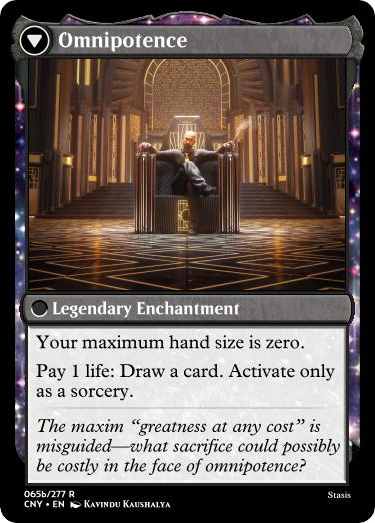 Omnipotence
Legendary Enchantment
Your maximum hand size is zero.
Pay 1 life: Draw a card. Activate only
as a sorcery.
The maxim “greatness at any cost” is
misguided—what sacrifice could possibly
be costly in the face of omnipotence?
065b/277 R
Stasis
CNY • EN Kavindu Kaushalya